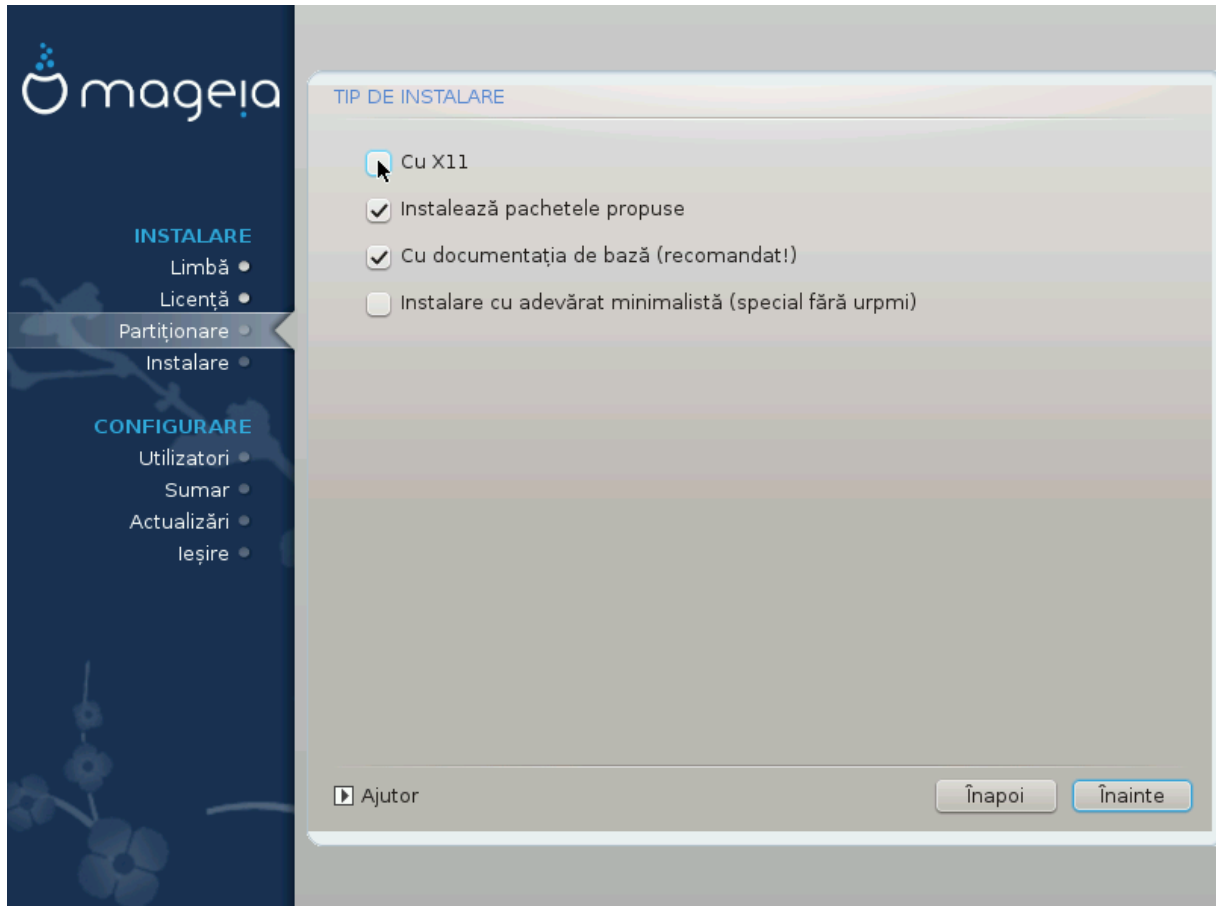 mageia
INSTALARE
Limbă
Licență
Partiționare
Instalare
CONFIGURARE
Utilizatori
Sumar
Actualizări
Ieșire
TIP DE INSTALARE
Cu X11
Instalează pachetele propuse
Cu documentația de bază (recomandat!)
Instalare cu adevărat minimalistă (special fără urpmi)
Ajutor
Înapoi
Înainte